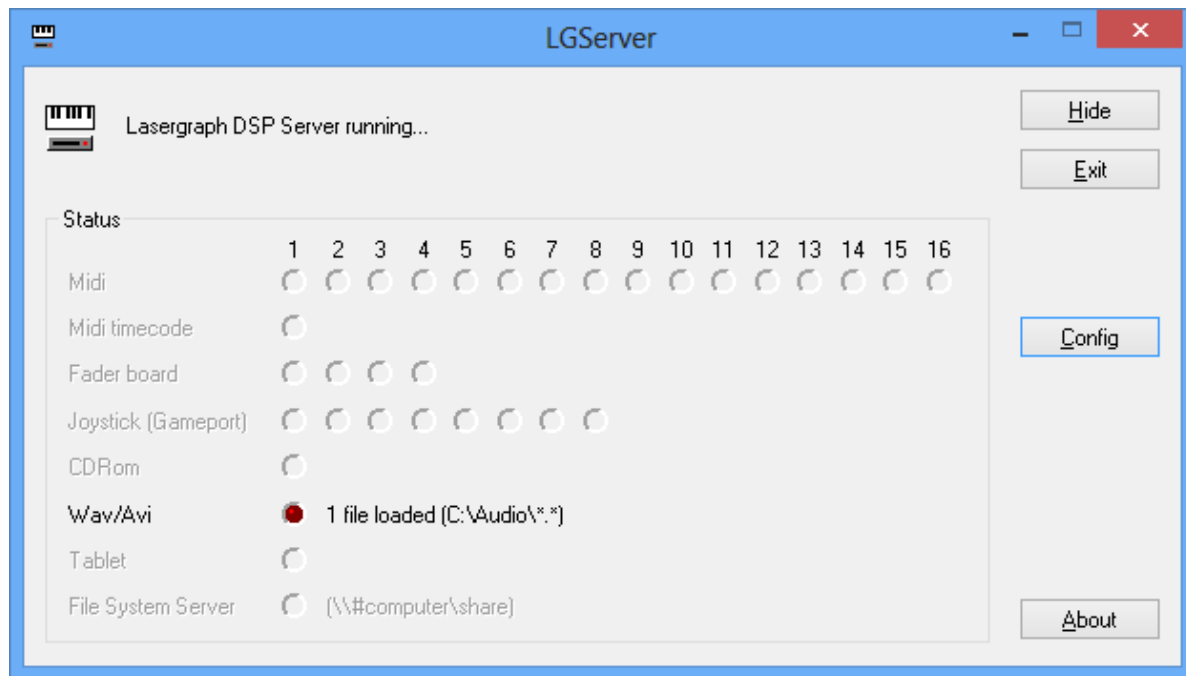 LGServer
Lasergraph DSP Server running...
Hide
Exit
Status
1 2 3 4 5 6 7 8 9 10 11 12 13 14 15 16
Midi
Midi timecode
Config
Fader board
Joystick (Gameport)
CDRom
Wav/Avi 1 file loaded (C:\Audio\*.*)
Tablet
File System Server (\\#computer\share)
About